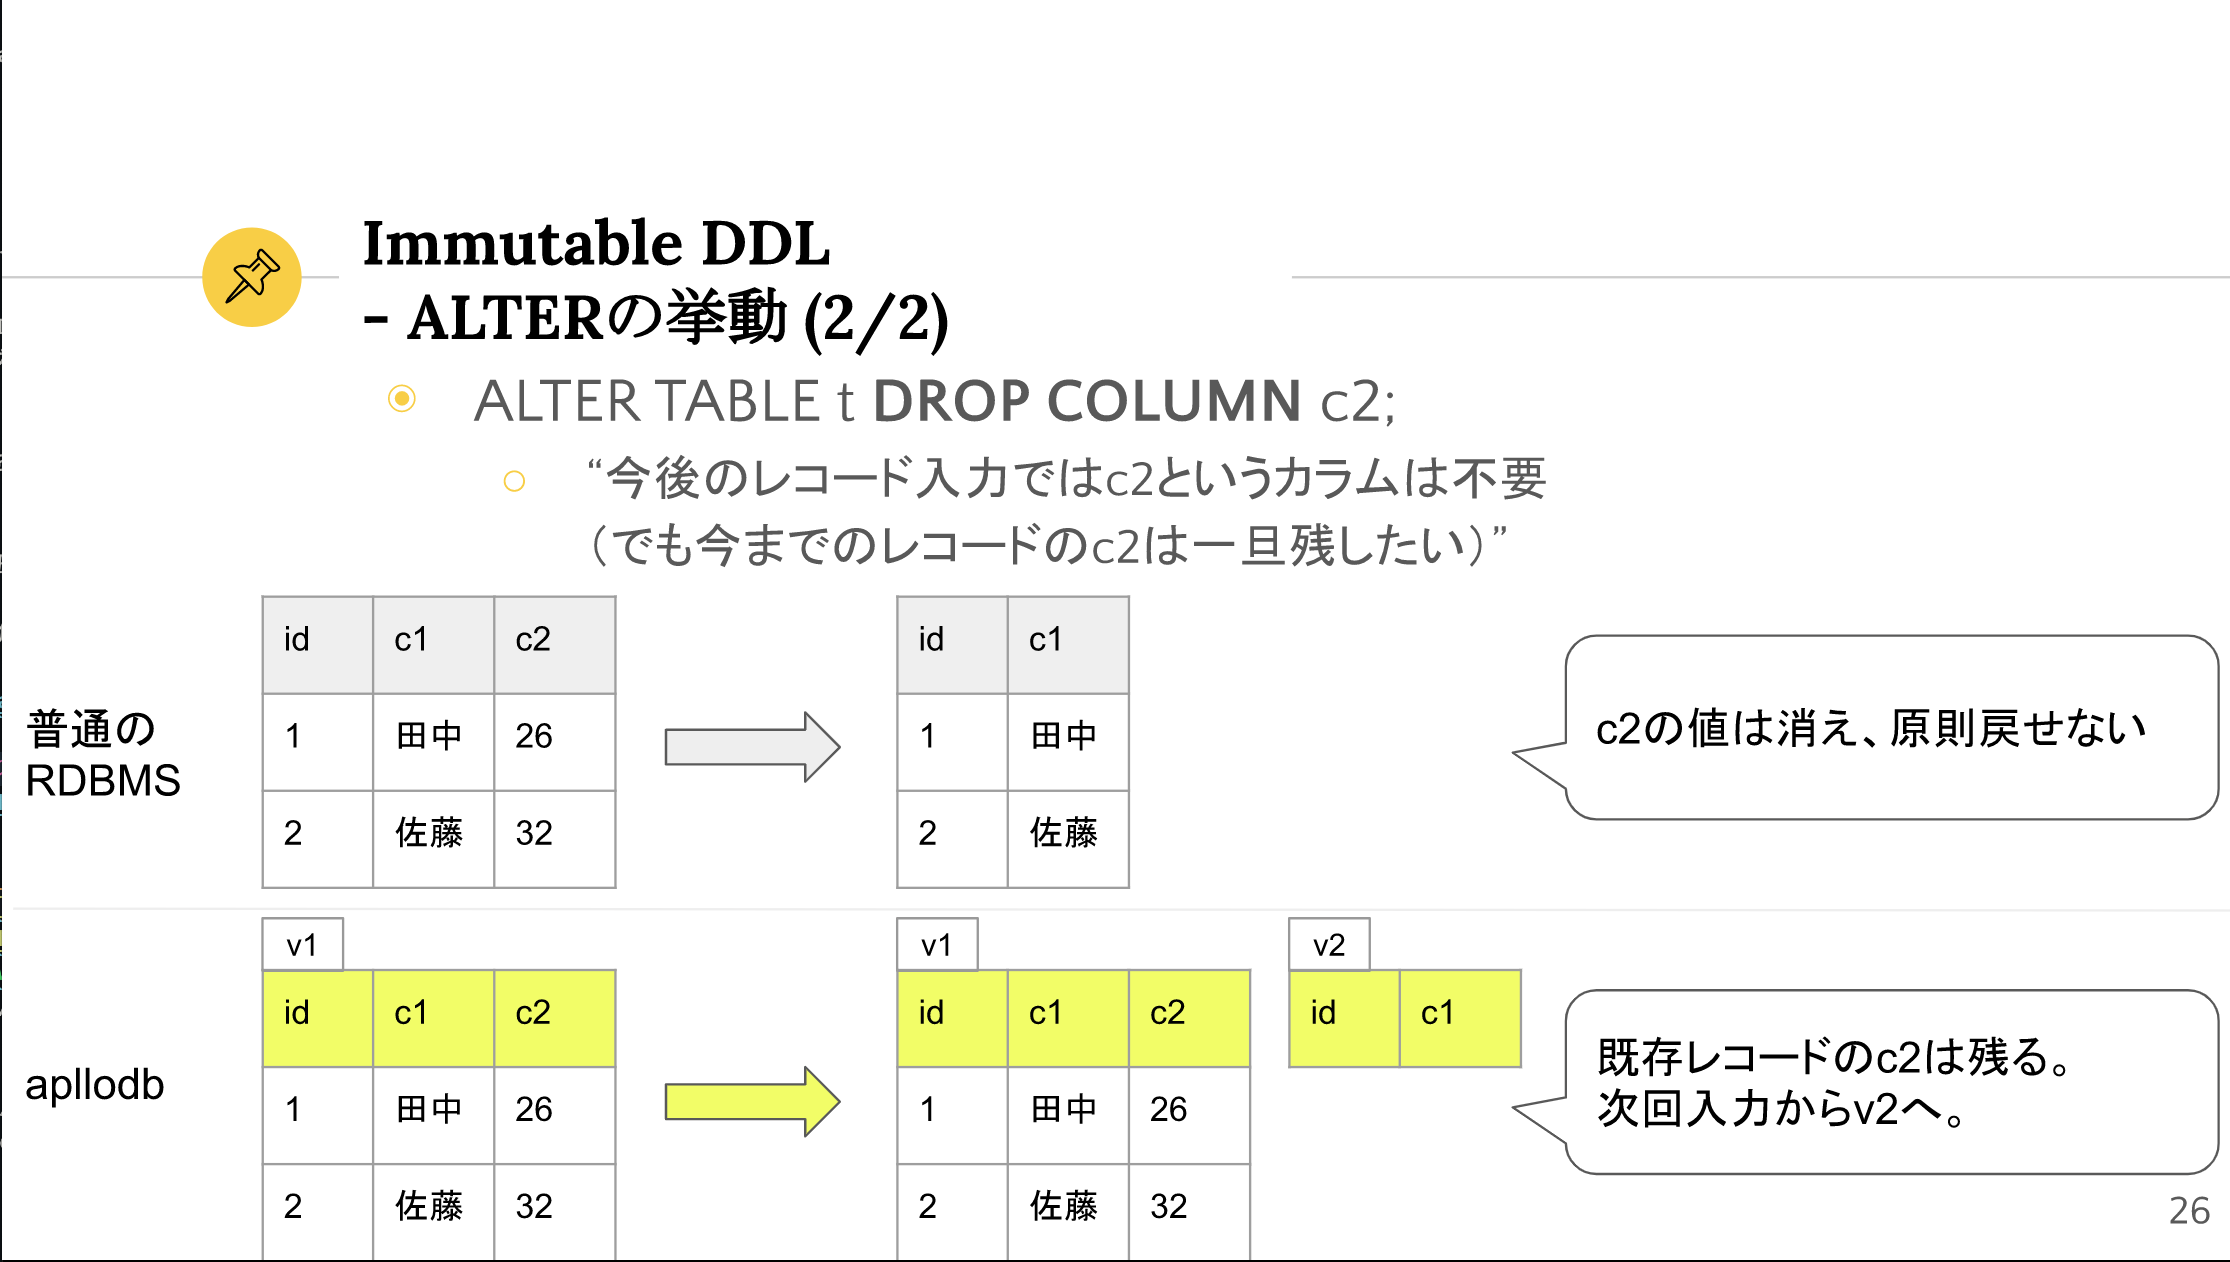 Immutable DDL
- ALTERの挙動 (2/2)
ALTER TABLE t DROP COLUMN c2;
“今後のレコード入力ではc2というカラムは不要
（でも今までのレコードのc2は一旦残したい）”
普通の
RDBMS
id c1 c2
1 田中 26
2 佐藤 32
id c1
1 田中
2 佐藤
c2の値は消え、原則戻せない
apllodb
v1
id c1 c2
1 田中 26
2 佐藤 32
v1
id c1 c2
1 田中 26
2 佐藤 32
v2
id c1
既存レコードのc2は残る。
次回入力からv2へ。
26